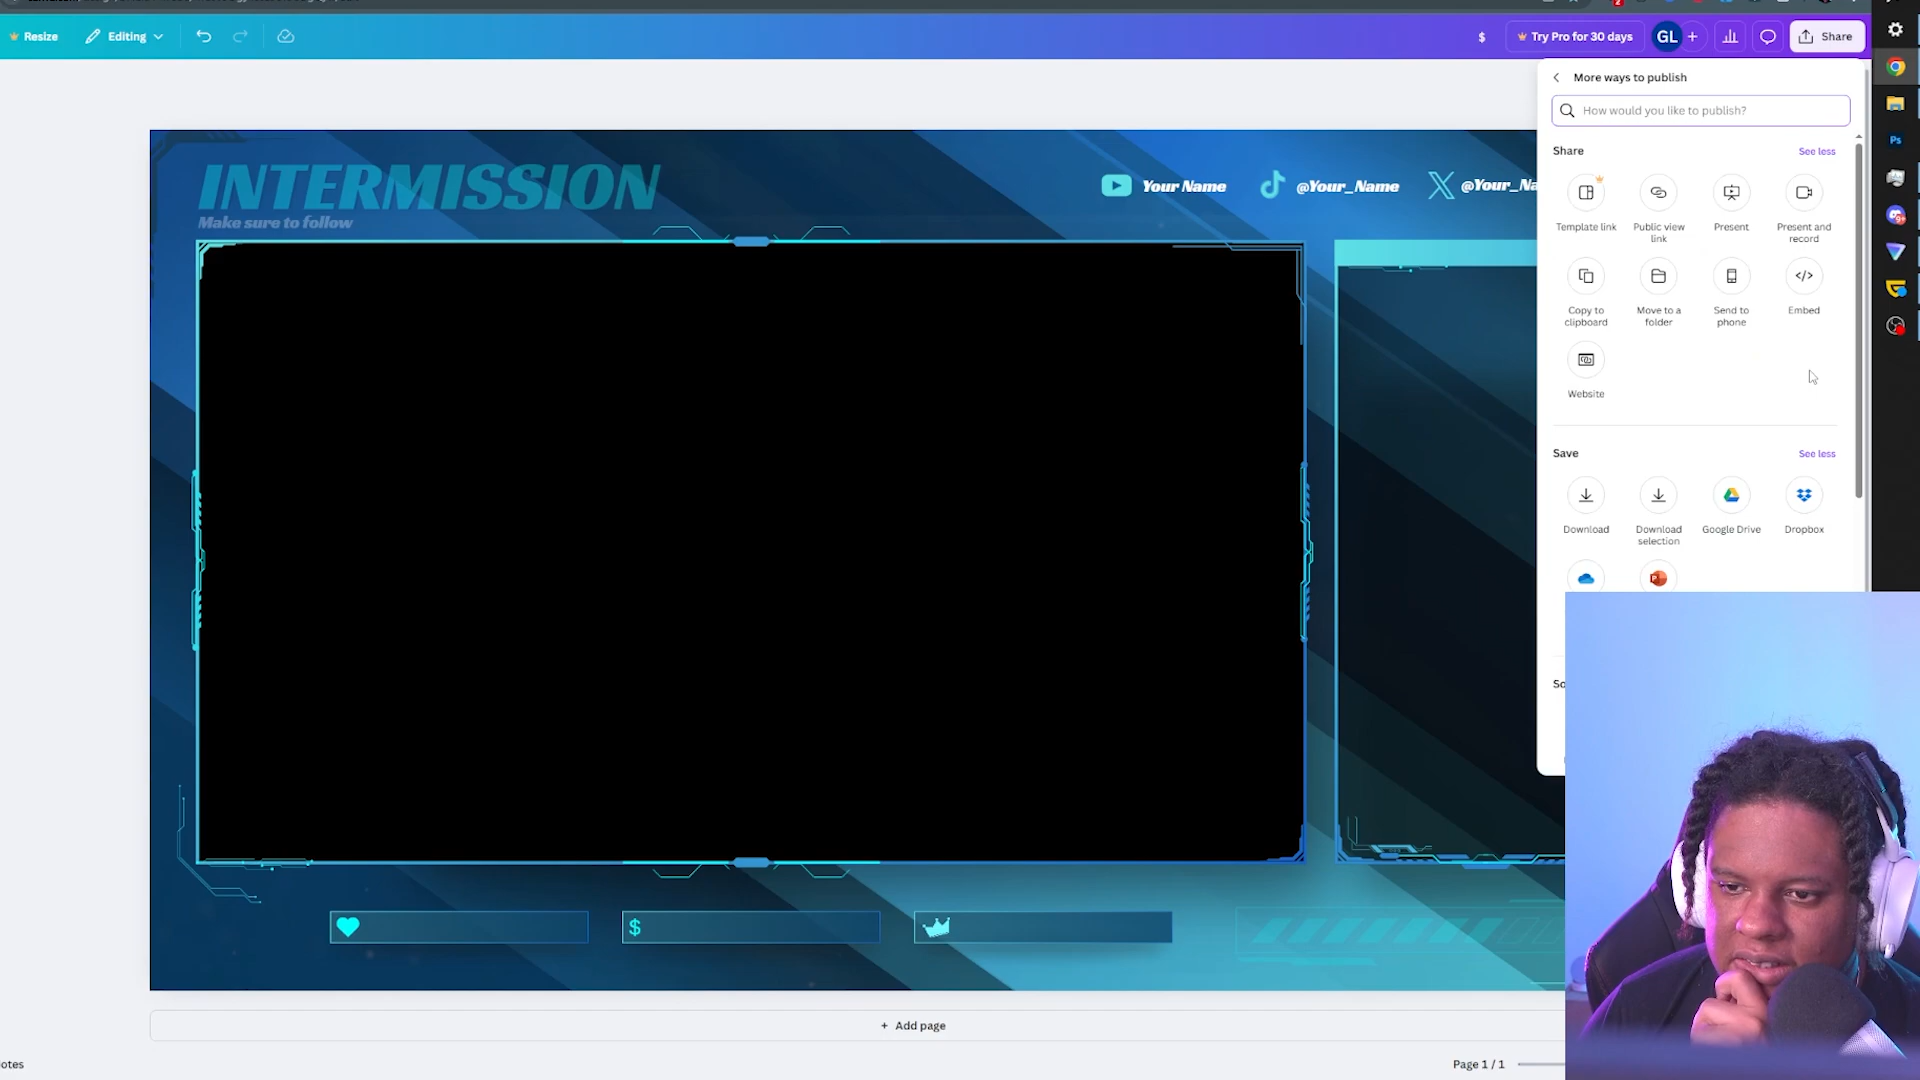 Resize
Editing
$
Try Pro for 30 days
GL
+
Share
More ways to publish
How would you like to publish?
Share
See less
Template link
Public view
link
Present
Present and
record
Copy to
clipboard
Move to a
folder
Send to
phone
Embed
Website
Save
See less
Download
Download
selection
Google Drive
Dropbox
INTERMISSION
Make sure to follow
Your Name
@Your_Name
@Your_Na
$
+ Add page
Page 1 / 1
otes
So
Ps